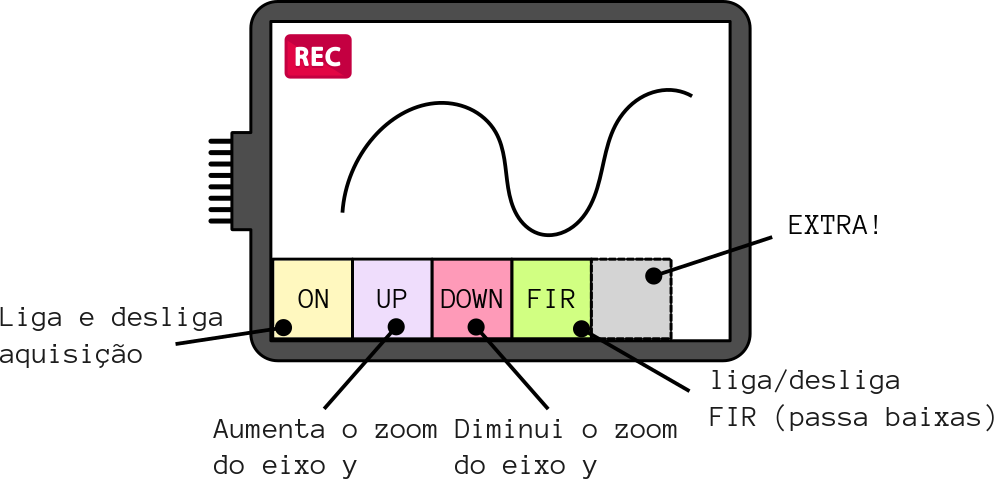 REC
EXTRA!
ON UP DOWN FIR
Liga e desliga
aquisição
liga/desliga
FIR (passa baixas)
Aumenta o zoom
do eixo y
Diminui o zoom
do eixo y